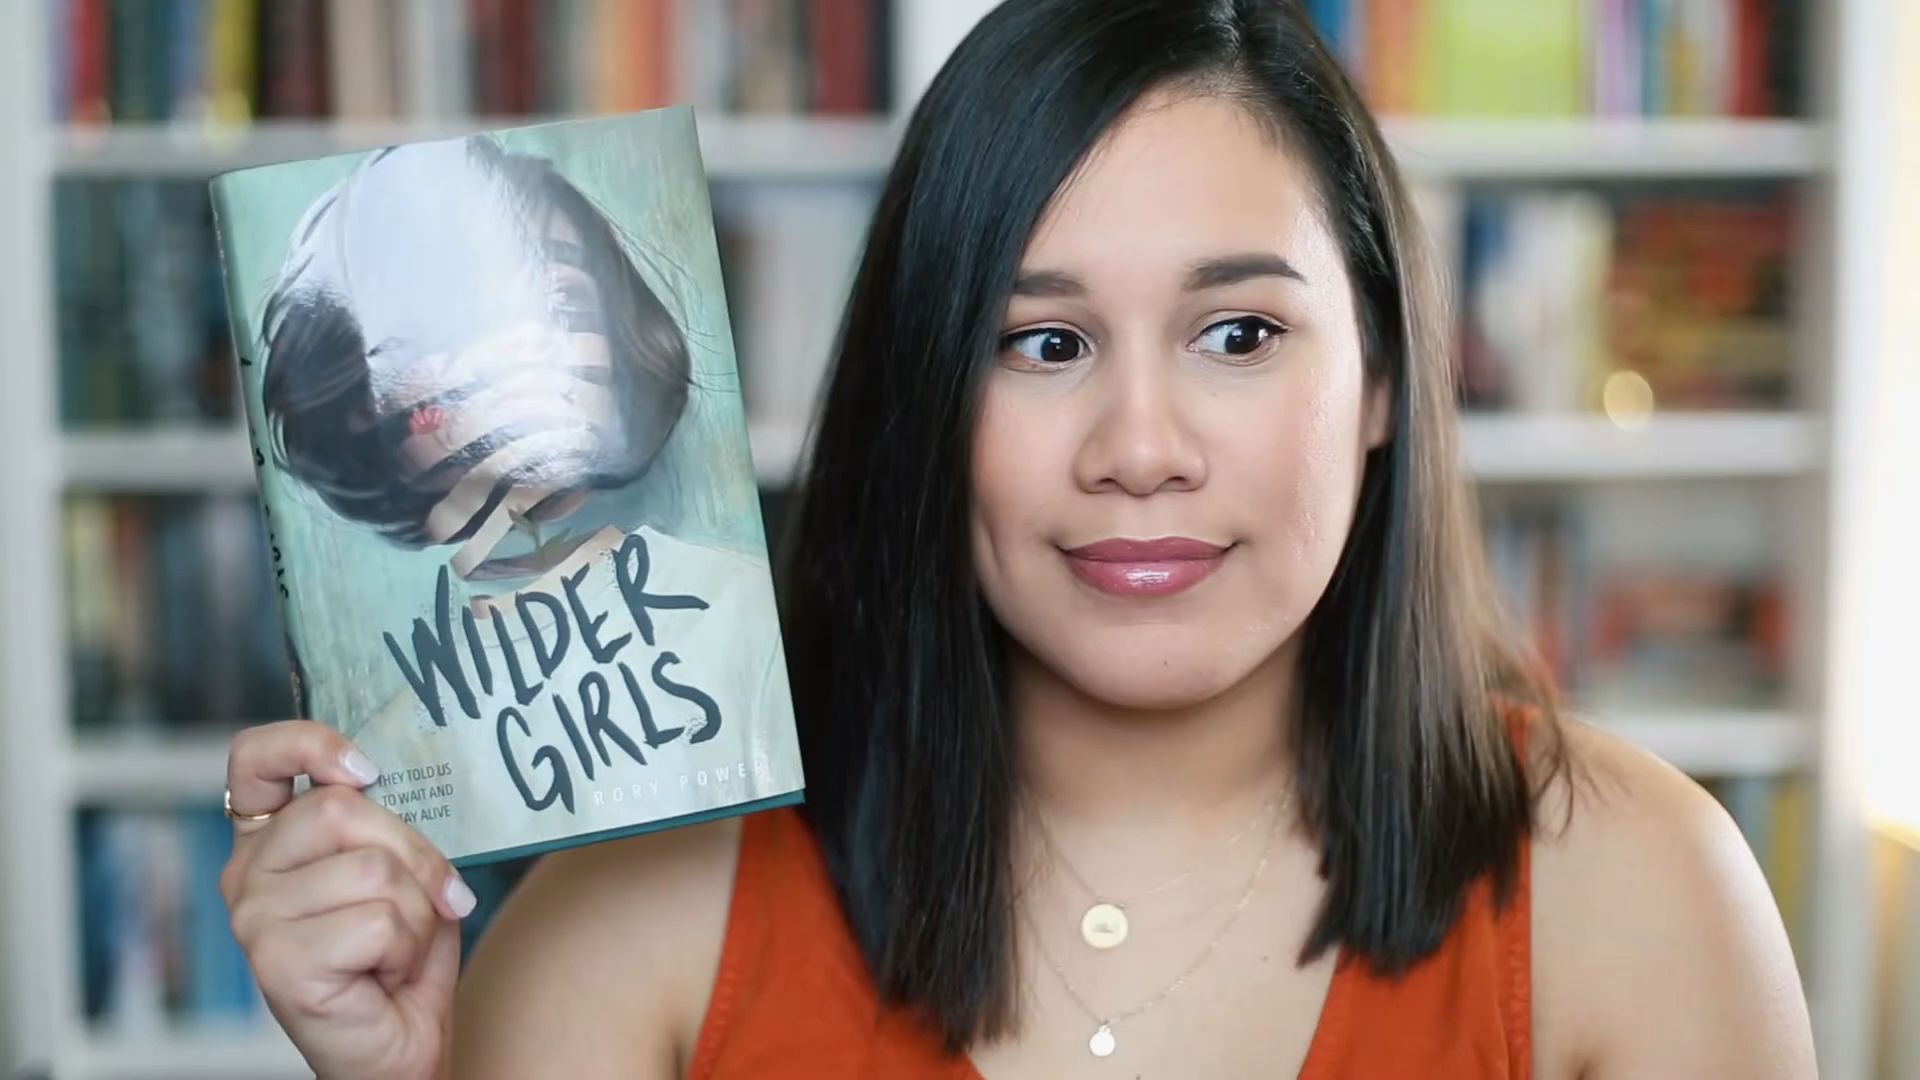 WILDER
GIRLS
THEY TOLD US
TO WAIT AND
STAY ALIVE
RORY POWER